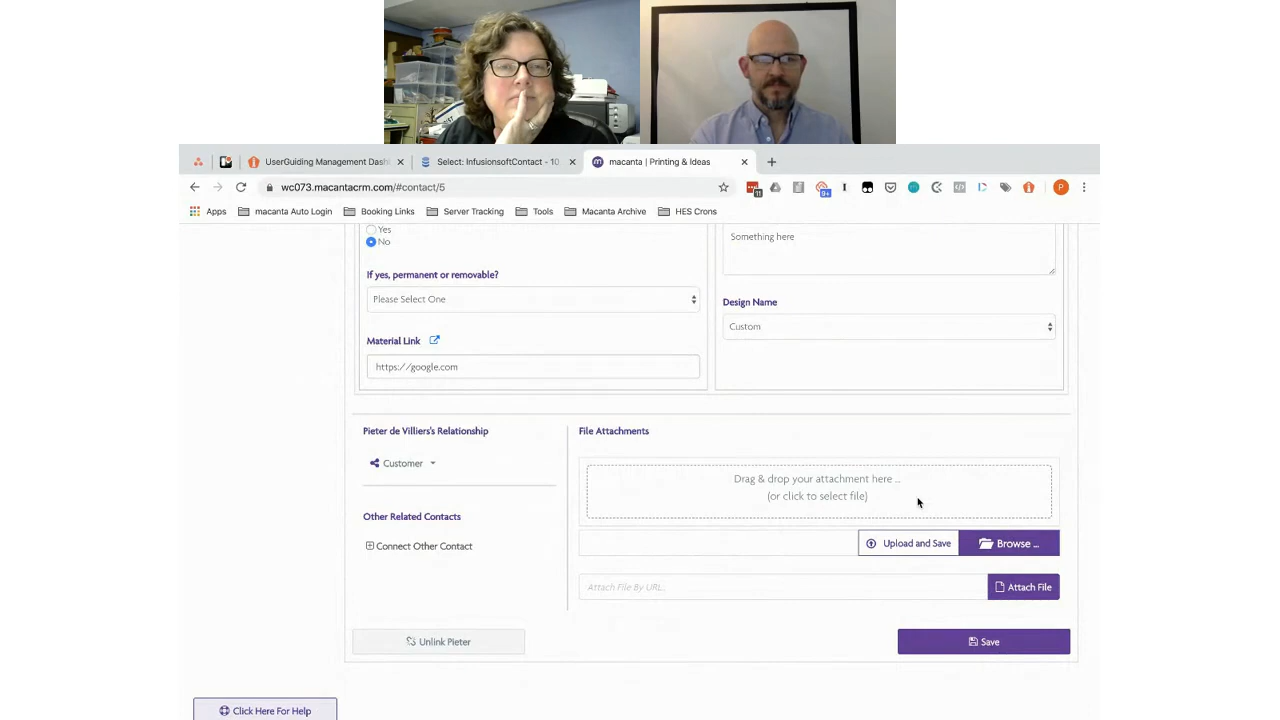 UserGuiding Management Dash
Select: InfusionsoftContact - 10
macanta | Printing & Ideas
wc073.macantacrm.com/#contact/5
11
9+
P
Apps
macanta Auto Login
Booking Links
Server Tracking
Tools
Macanta Archive
HES Crons
Yes
No
Something here
If yes, permanent or removable?
Please Select One
Design Name
Custom
Material Link
https://google.com
Pieter de Villiers's Relationship
File Attachments
Customer
Drag & drop your attachment here ...
(or click to select file)
Other Related Contacts
Connect Other Contact
Upload and Save
Browse ...
Attach File By URL..
Attach File
Unlink Pieter
Save
Click Here For Help